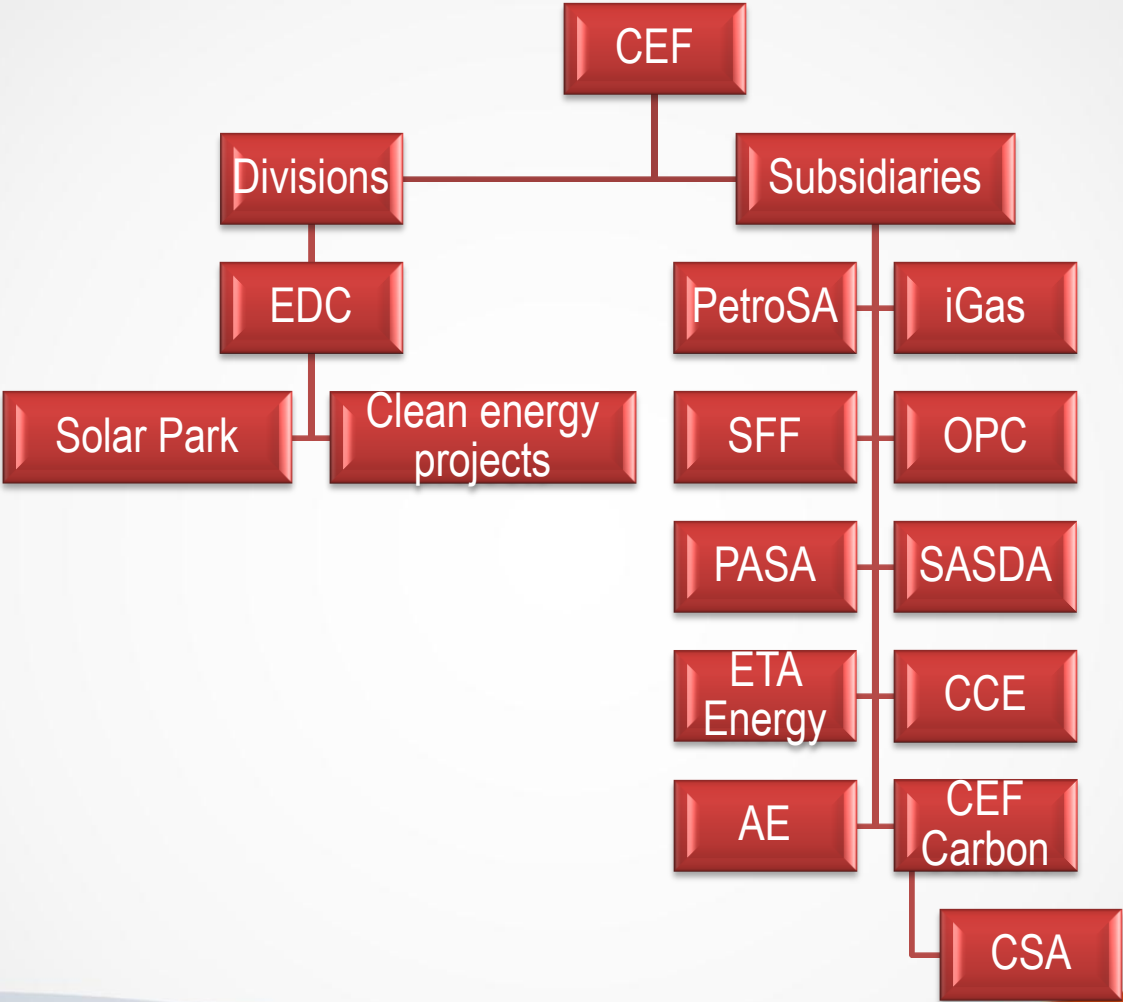 CEF
Divisions
Subsidiaries
EDC
PetroSA
iGas
Solar Park
Clean energy
projects
SFF
OPC
PASA
SASDA
ETA
Energy
CCE
AE
CEF
Carbon
CSA